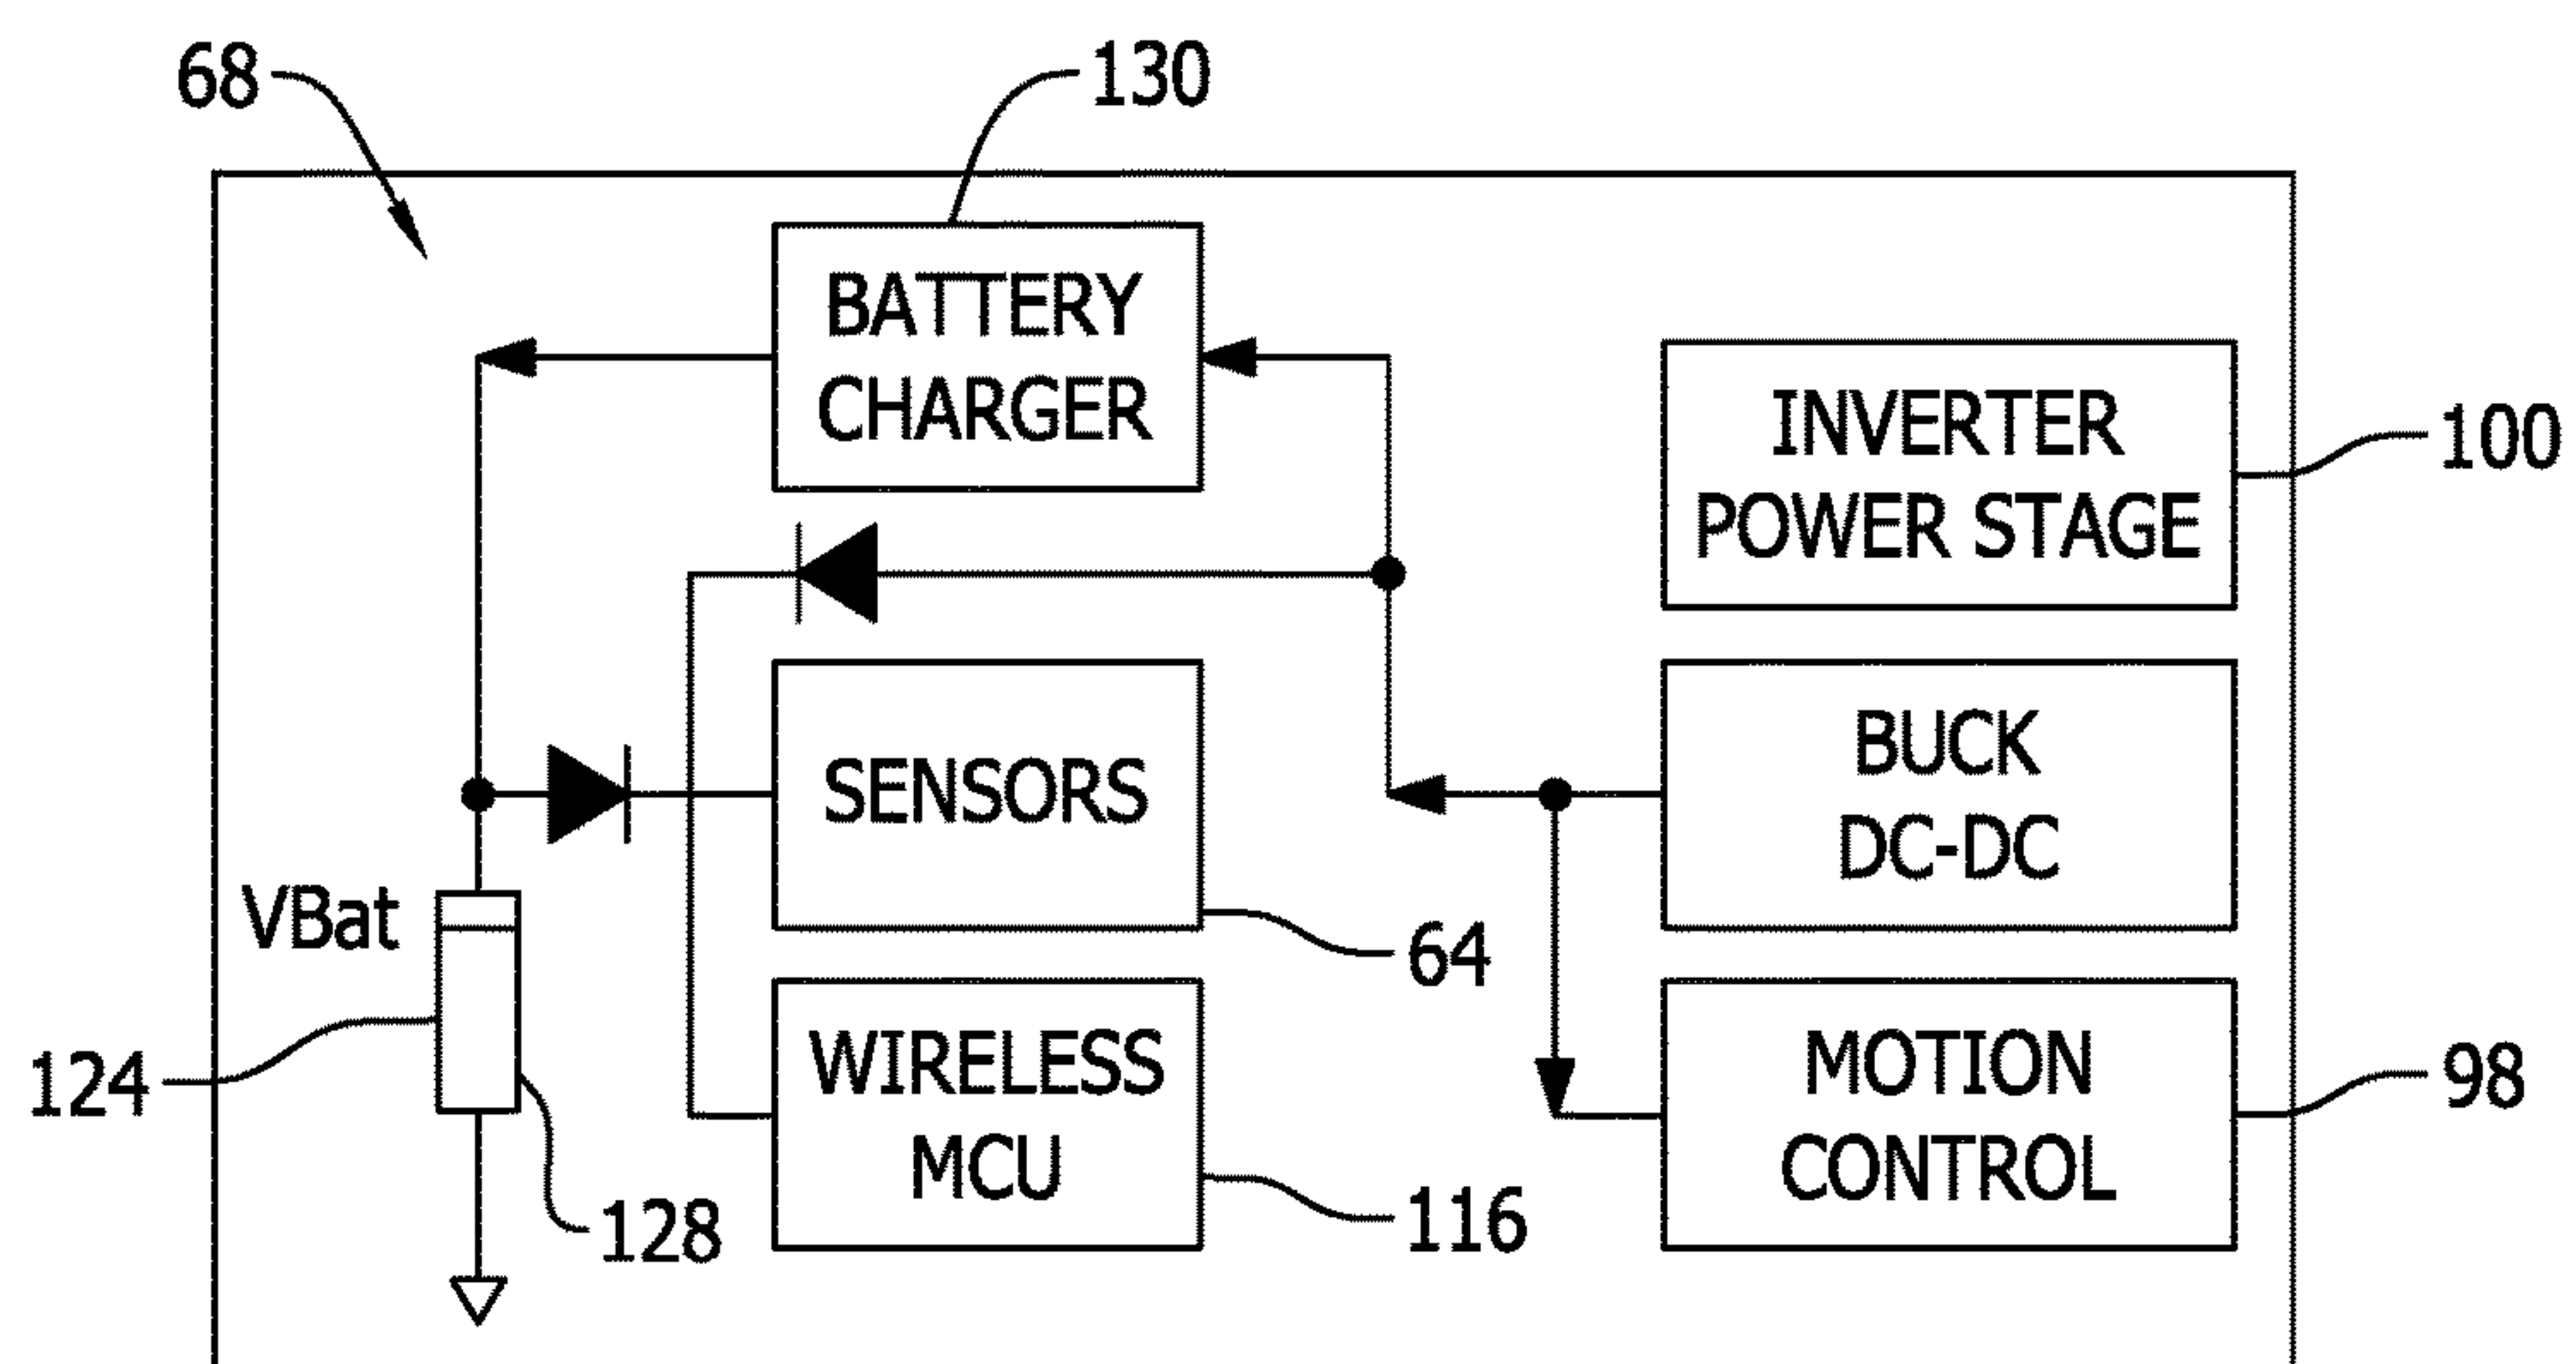 68
130
BATTERY
CHARGER
INVERTER
POWER STAGE
100
SENSORS
BUCK
DC-DC
VBat
64
124
WIRELESS
MCU
MOTION
CONTROL
98
128
116